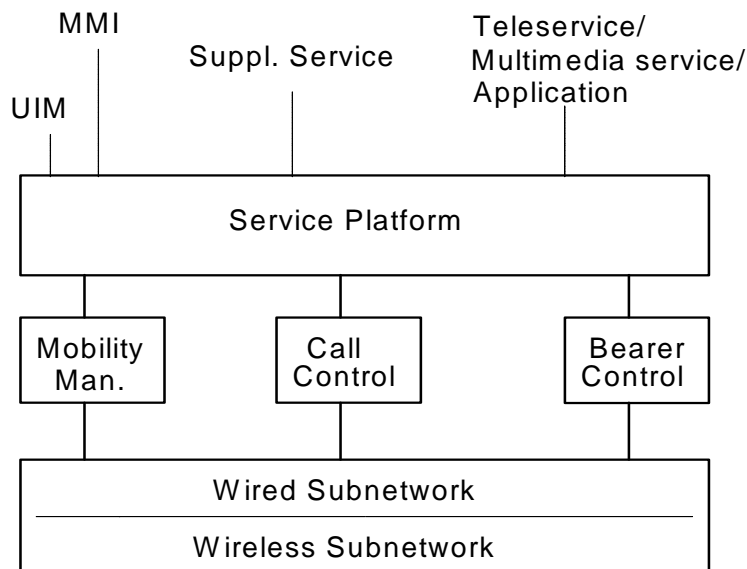 MMI
Suppl. Service
Teleservice/
Multimedia service/
Application
UIM
Service Platform
Mobility
Man.
Call
Control
Bearer
Control
Wired Subnetwork
Wireless Subnetwork